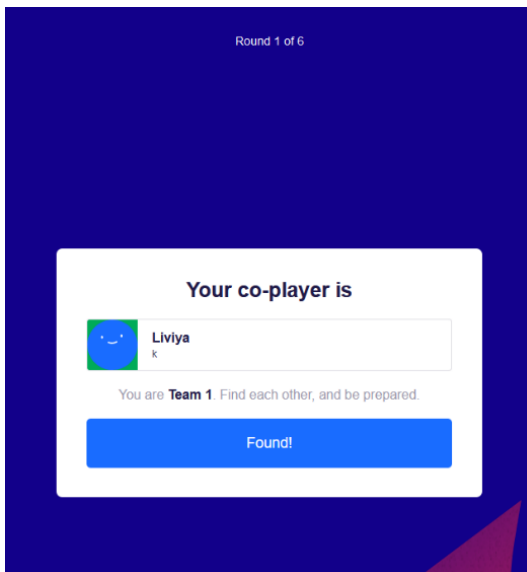 Round 1 of 6
Your co-player is
Liviya
k
You are Team 1. Find each other, and be prepared.
Found!